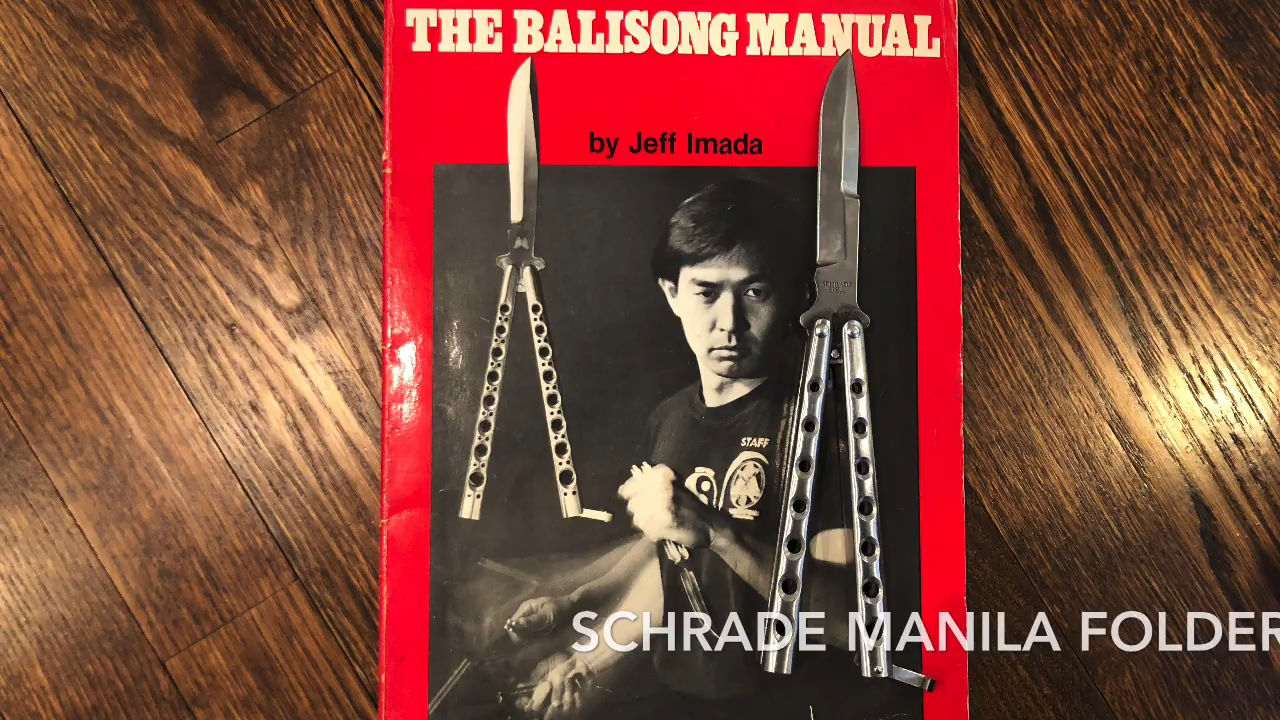 THE BALISONG MANUAL
by Jeff Imada
STAFF
SCHRADE MANILA FOLDER